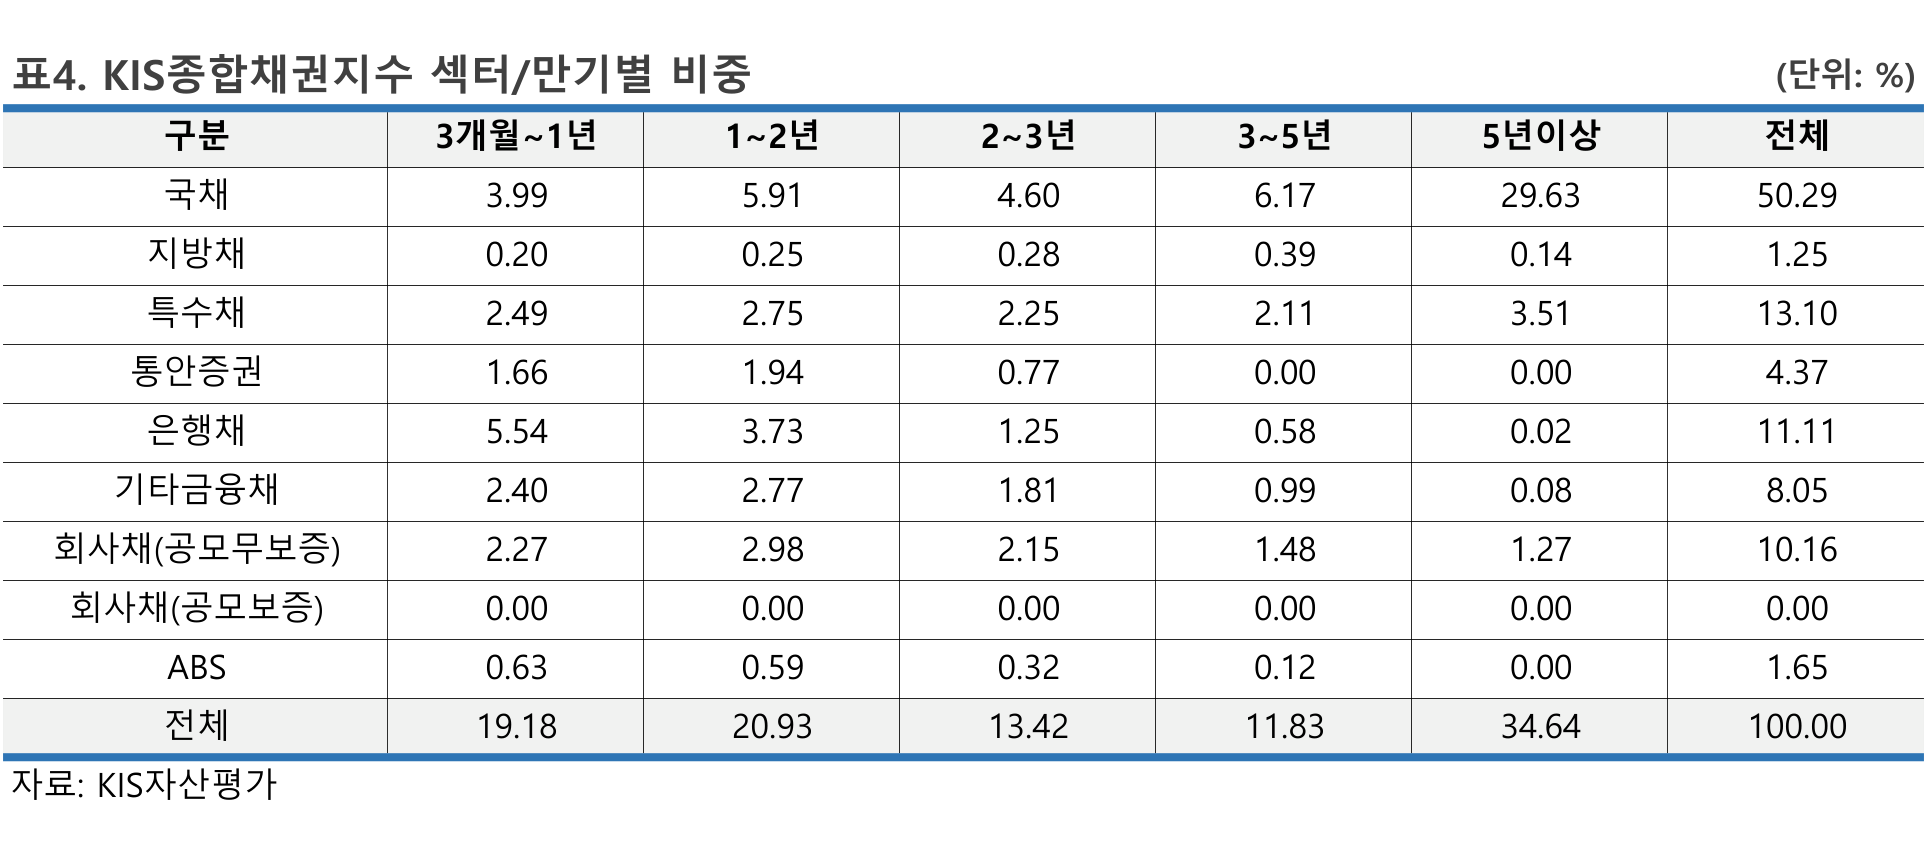 표4. KIS종합채권지수 섹터/만기별 비중 (단위: %)
구분 3개월~1년 1~2년 2~3년 3~5년 5년이상 전체
국채 3.99 5.91 4.60 6.17 29.63 50.29
지방채 0.20 0.25 0.28 0.39 0.14 1.25
특수채 2.49 2.75 2.25 2.11 3.51 13.10
통안증권 1.66 1.94 0.77 0.00 0.00 4.37
은행채 5.54 3.73 1.25 0.58 0.02 11.11
기타금융채 2.40 2.77 1.81 0.99 0.08 8.05
회사채(공모무보증) 2.27 2.98 2.15 1.48 1.27 10.16
회사채(공모보증) 0.00 0.00 0.00 0.00 0.00 0.00
ABS 0.63 0.59 0.32 0.12 0.00 1.65
전체 19.18 20.93 13.42 11.83 34.64 100.00
자료: KIS자산평가